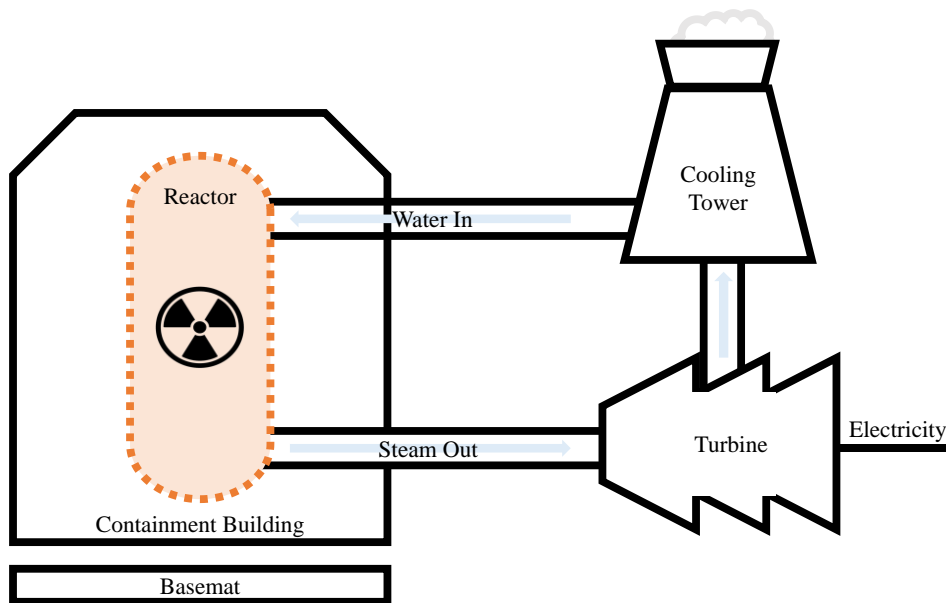 Cooling
Tower
Reactor
Water In
Electricity
Steam Out
Turbine
Containment Building
Basemat